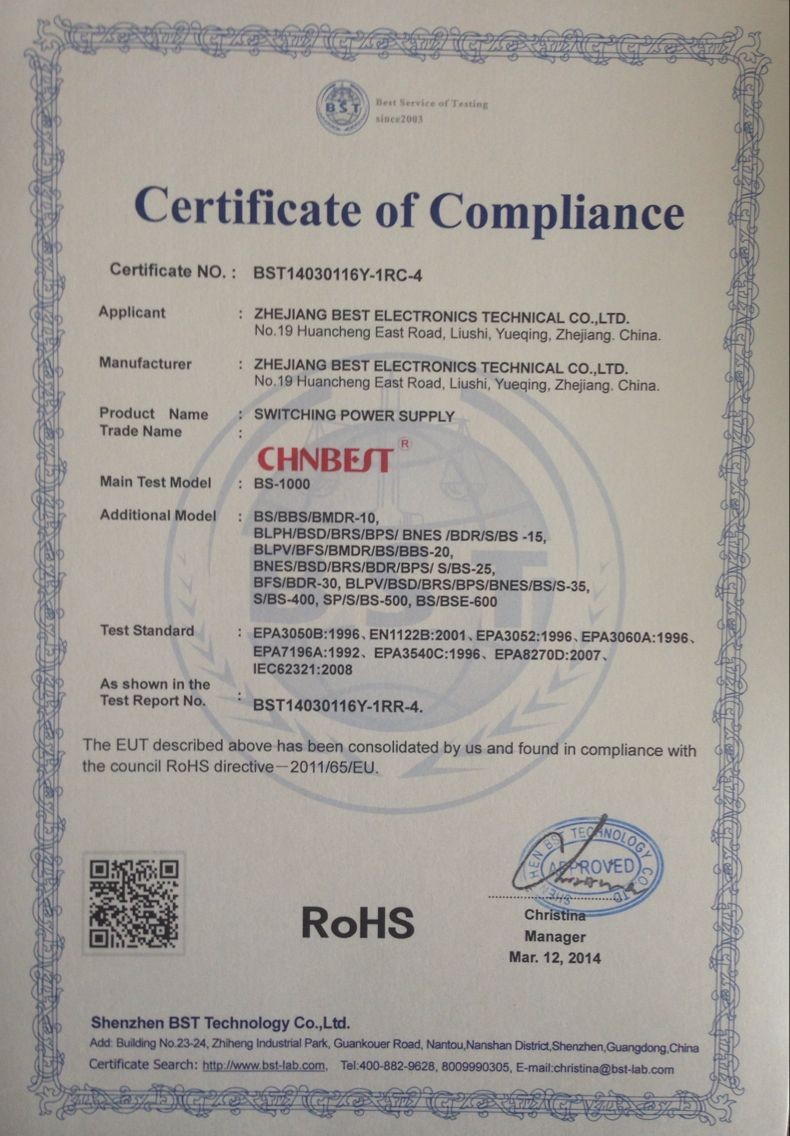 BST
Best Service of Testing
since2003
Certificate of Compliance
Certificate NO. : BST14030116Y-1RC-4
Applicant : ZHEJIANG BEST ELECTRONICS TECHNICAL CO.,LTD.
No.19 Huancheng East Road, Liushi, Yueqing, Zhejiang. China.
Manufacturer : ZHEJIANG BEST ELECTRONICS TECHNICAL CO.,LTD.
No.19 Huancheng East Road, Liushi, Yueqing, Zhejiang. China.
Product Name : SWITCHING POWER SUPPLY
Trade Name :
CHNBEST ®
Main Test Model : BS-1000
Additional Model : BS/BBS/BMDR-10,
BLPH/BSD/BRS/BPS/ BNES /BDR/S/BS -15,
BLPV/BFS/BMDR/BS/BBS-20,
BNES/BSD/BRS/BDR/BPS/ S/BS-25,
BFS/BDR-30, BLPV/BSD/BRS/BPS/BNES/BS/S-35,
S/BS-400, SP/S/BS-500, BS/BSE-600
Test Standard : EPA3050B:1996、EN1122B:2001、EPA3052:1996、EPA3060A:1996、
EPA7196A:1992、EPA3540C:1996、EPA8270D:2007、
IEC62321:2008
As shown in the
Test Report No. : BST14030116Y-1RR-4.
The EUT described above has been consolidated by us and found in compliance with
the council RoHS directive－2011/65/EU.
SHENZHEN BST TECHNOLOGY CO.,LTD
APPROVED
RoHS
Christina
Manager
Mar. 12, 2014
Shenzhen BST Technology Co.,Ltd.
Add: Building No.23-24, Zhiheng Industrial Park, Guankouer Road, Nantou,Nanshan District,Shenzhen,Guangdong,China
Certificate Search: http://www.bst-lab.com, Tel:400-882-9628, 8009990305, E-mail:christina@bst-lab.com